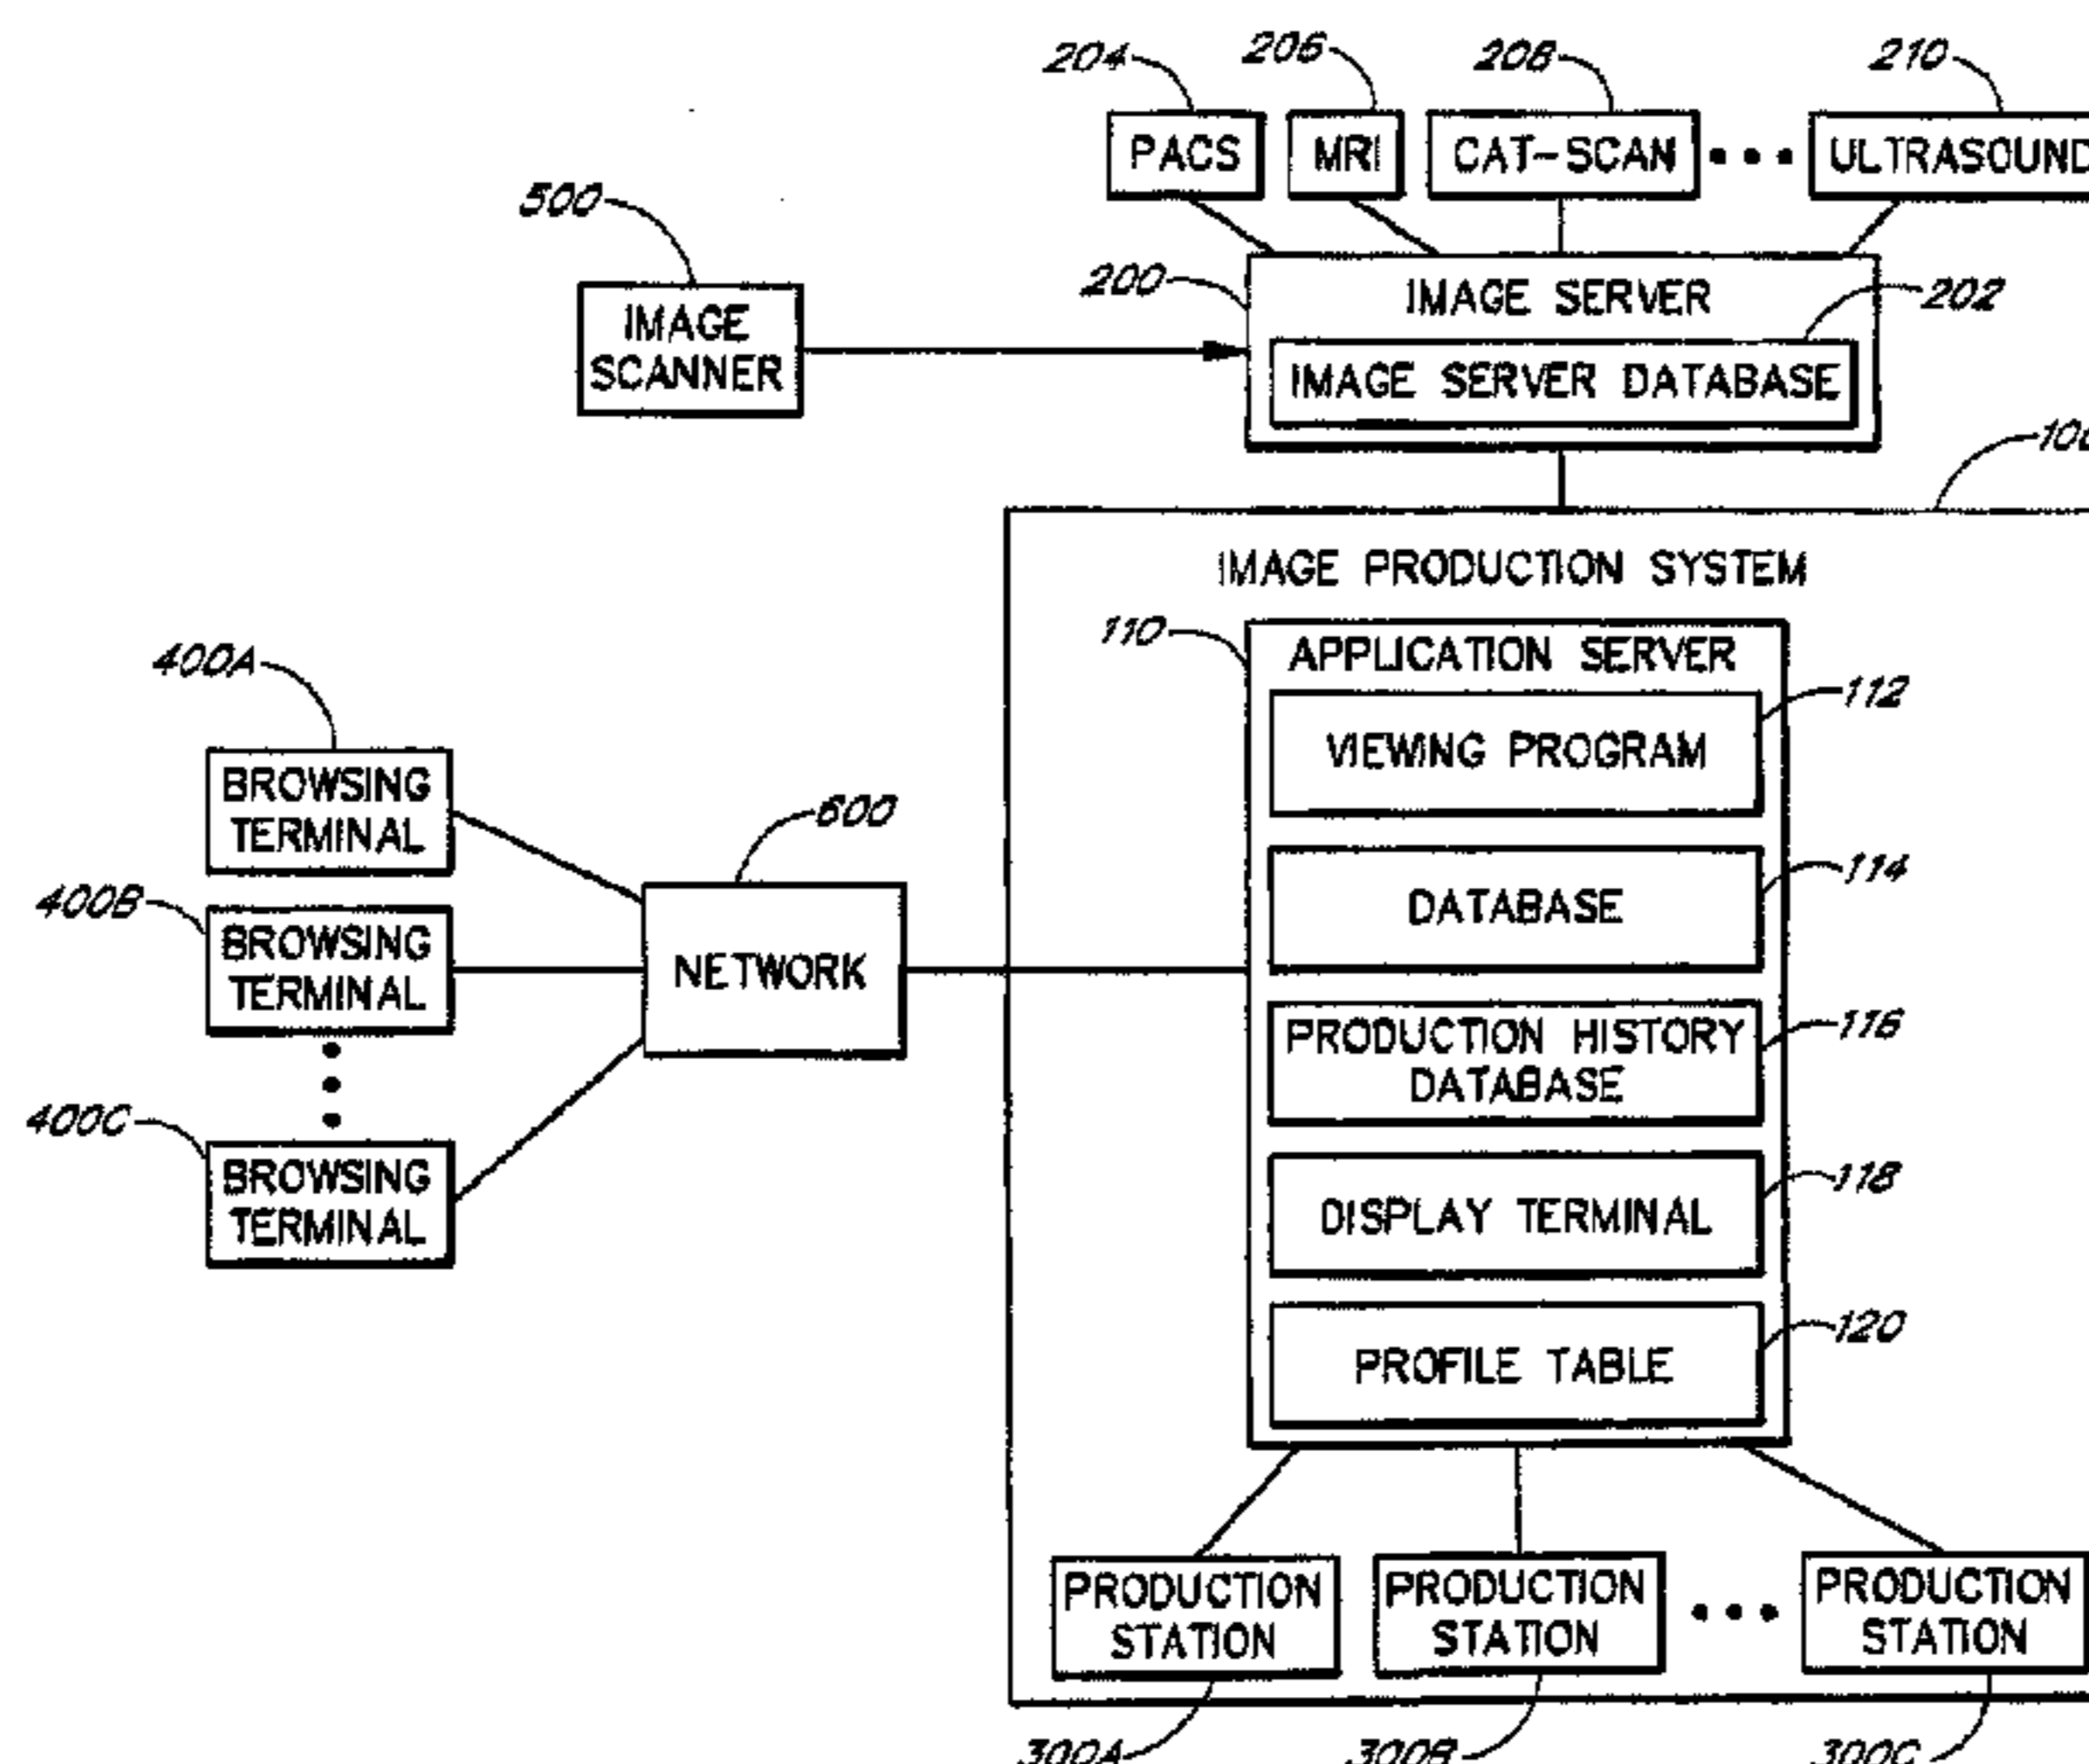 204
206
208
210
PACS
MRI
CAT-SCAN
ULTRASOUND
500
200
IMAGE SERVER
202
IMAGE
SCANNER
IMAGE SERVER DATABASE
IMAGE PRODUCTION SYSTEM
110
APPLICATION SERVER
112
VIEWING PROGRAM
400A
BROWSING
TERMINAL
600
114
DATABASE
400B
BROWSING
TERMINAL
NETWORK
116
PRODUCTION HISTORY
DATABASE
400C
BROWSING
TERMINAL
118
DISPLAY TERMINAL
120
PROFILE TABLE
PRODUCTION
STATION
PRODUCTION
STATION
PRODUCTION
STATION
300A
300B
300C